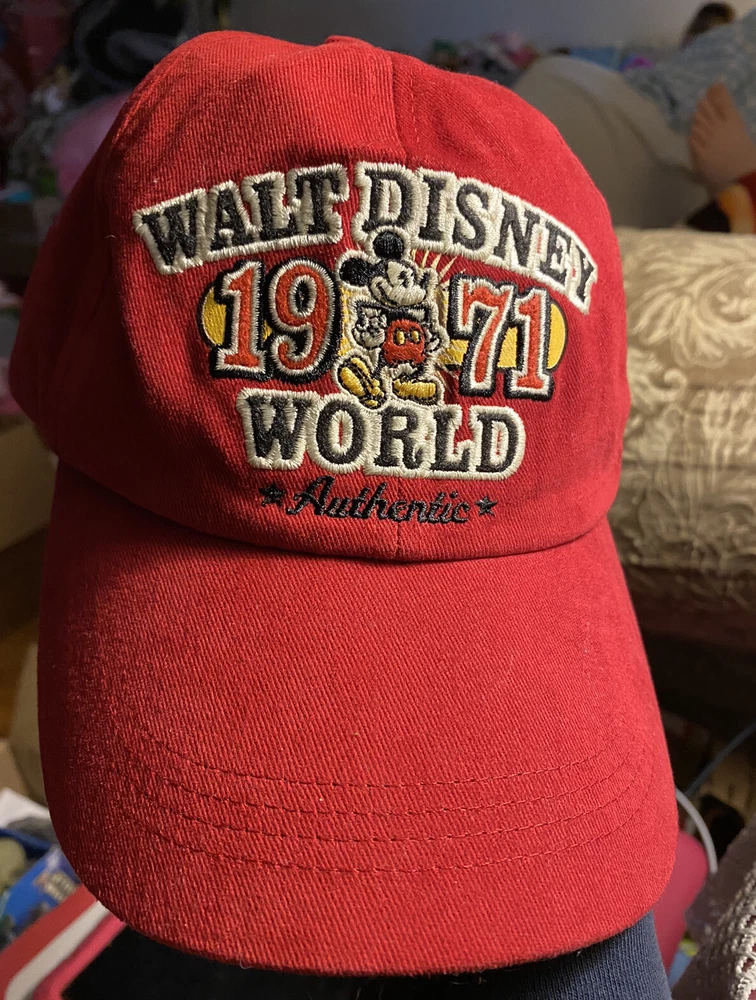 WALT DISNEY
1971
WORLD
Authentic